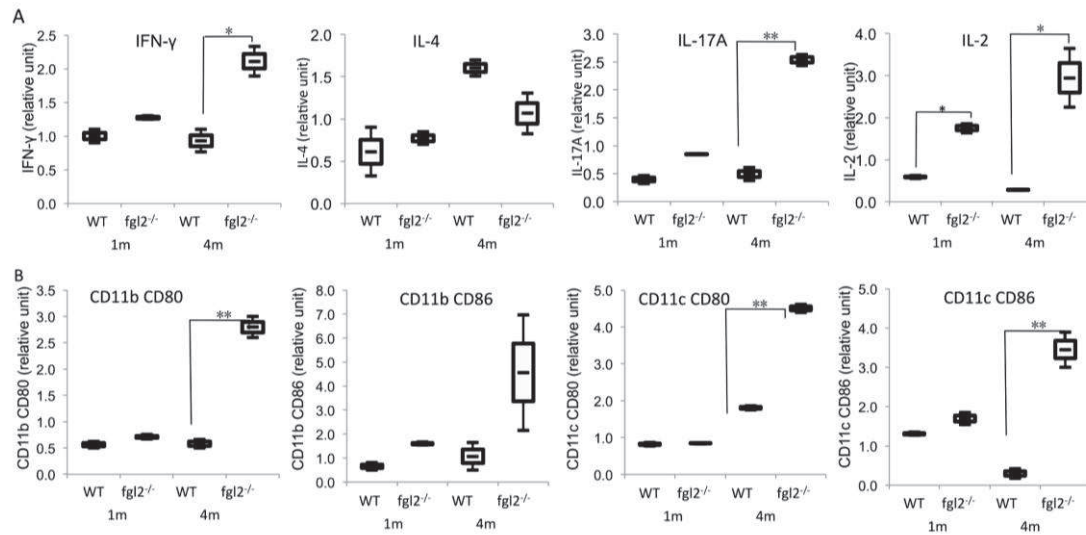 A
IFN-γ
IFN-γ (relative unit)
2.5
2.0
1.5
1.0
0.5
0.0
*
WT fgl2⁻/⁻ WT fgl2⁻/⁻
1m 4m
IL-4
IL-4 (relative unit)
2.0
1.5
1.0
0.5
0.0
WT fgl2⁻/⁻ WT fgl2⁻/⁻
1m 4m
IL-17A
IL-17A (relative unit)
3.0
2.5
2.0
1.5
1.0
0.5
0.0
**
WT fgl2⁻/⁻ WT fgl2⁻/⁻
1m 4m
IL-2
IL-2 (relative unit)
4.0
3.0
2.0
1.0
0.0
*
*
WT fgl2⁻/⁻ WT fgl2⁻/⁻
1m 4m
B
CD11b CD80
CD11b CD80 (relative unit)
3.5
3.0
2.5
2.0
1.5
1.0
0.5
0.0
**
WT fgl2⁻/⁻ WT fgl2⁻/⁻
1m 4m
CD11b CD86
CD11b CD86 (relative unit)
8.0
7.0
6.0
5.0
4.0
3.0
2.0
1.0
0.0
WT fgl2⁻/⁻ WT fgl2⁻/⁻
1m 4m
CD11c CD80
CD11c CD80 (relative unit)
5.0
4.0
3.0
2.0
1.0
0.0
**
WT fgl2⁻/⁻ WT fgl2⁻/⁻
1m 4m
CD11c CD86
CD11c CD86 (relative unit)
5.0
4.0
3.0
2.0
1.0
0.0
**
WT fgl2⁻/⁻ WT fgl2⁻/⁻
1m 4m